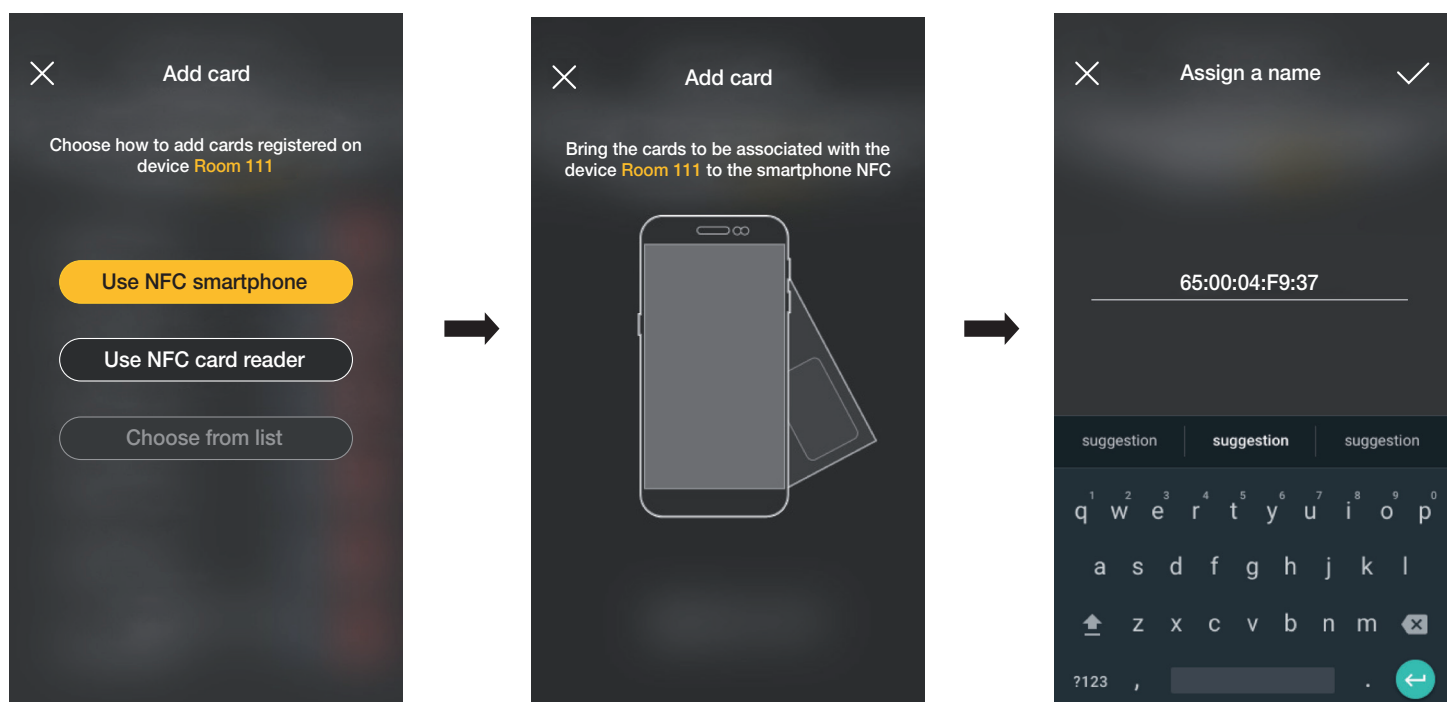 Add card
Choose how to add cards registered on
device Room 111
Use NFC smartphone
Use NFC card reader
Choose from list
Add card
Bring the cards to be associated with the
device Room 111 to the smartphone NFC
Assign a name
65:00:04:F9:37
suggestion suggestion suggestion
1 2 3 4 5 6 7 8 9 0
q w e r t y u i o p
a s d f g h j k l
z x c v b n m
?123 , .